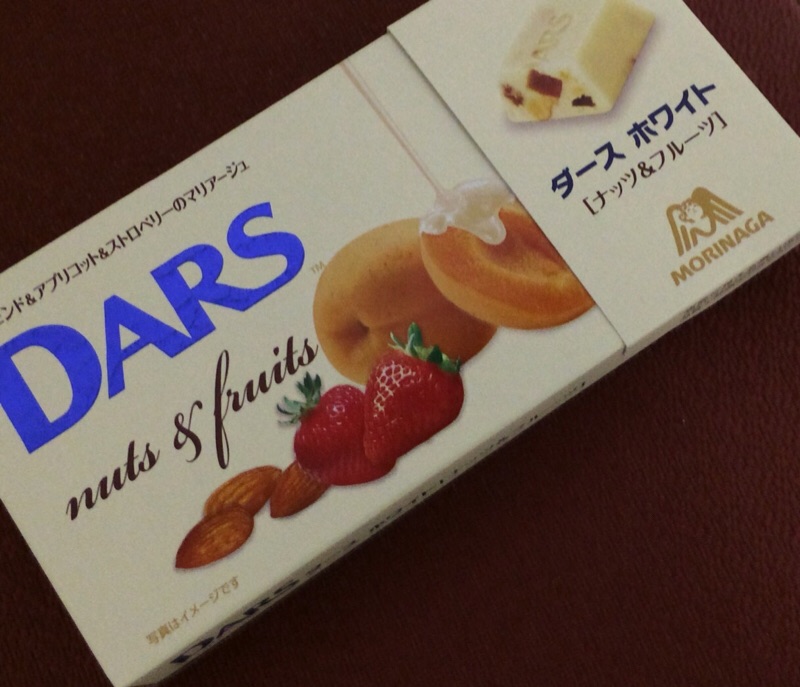 ンド&アプリコット&ストロベリーのマリアージュ
DARS™
nuts & fruits
写真はイメージです
DARS
ダース ホワイト
[ナッツ&フルーツ]
MORINAGA
DARS